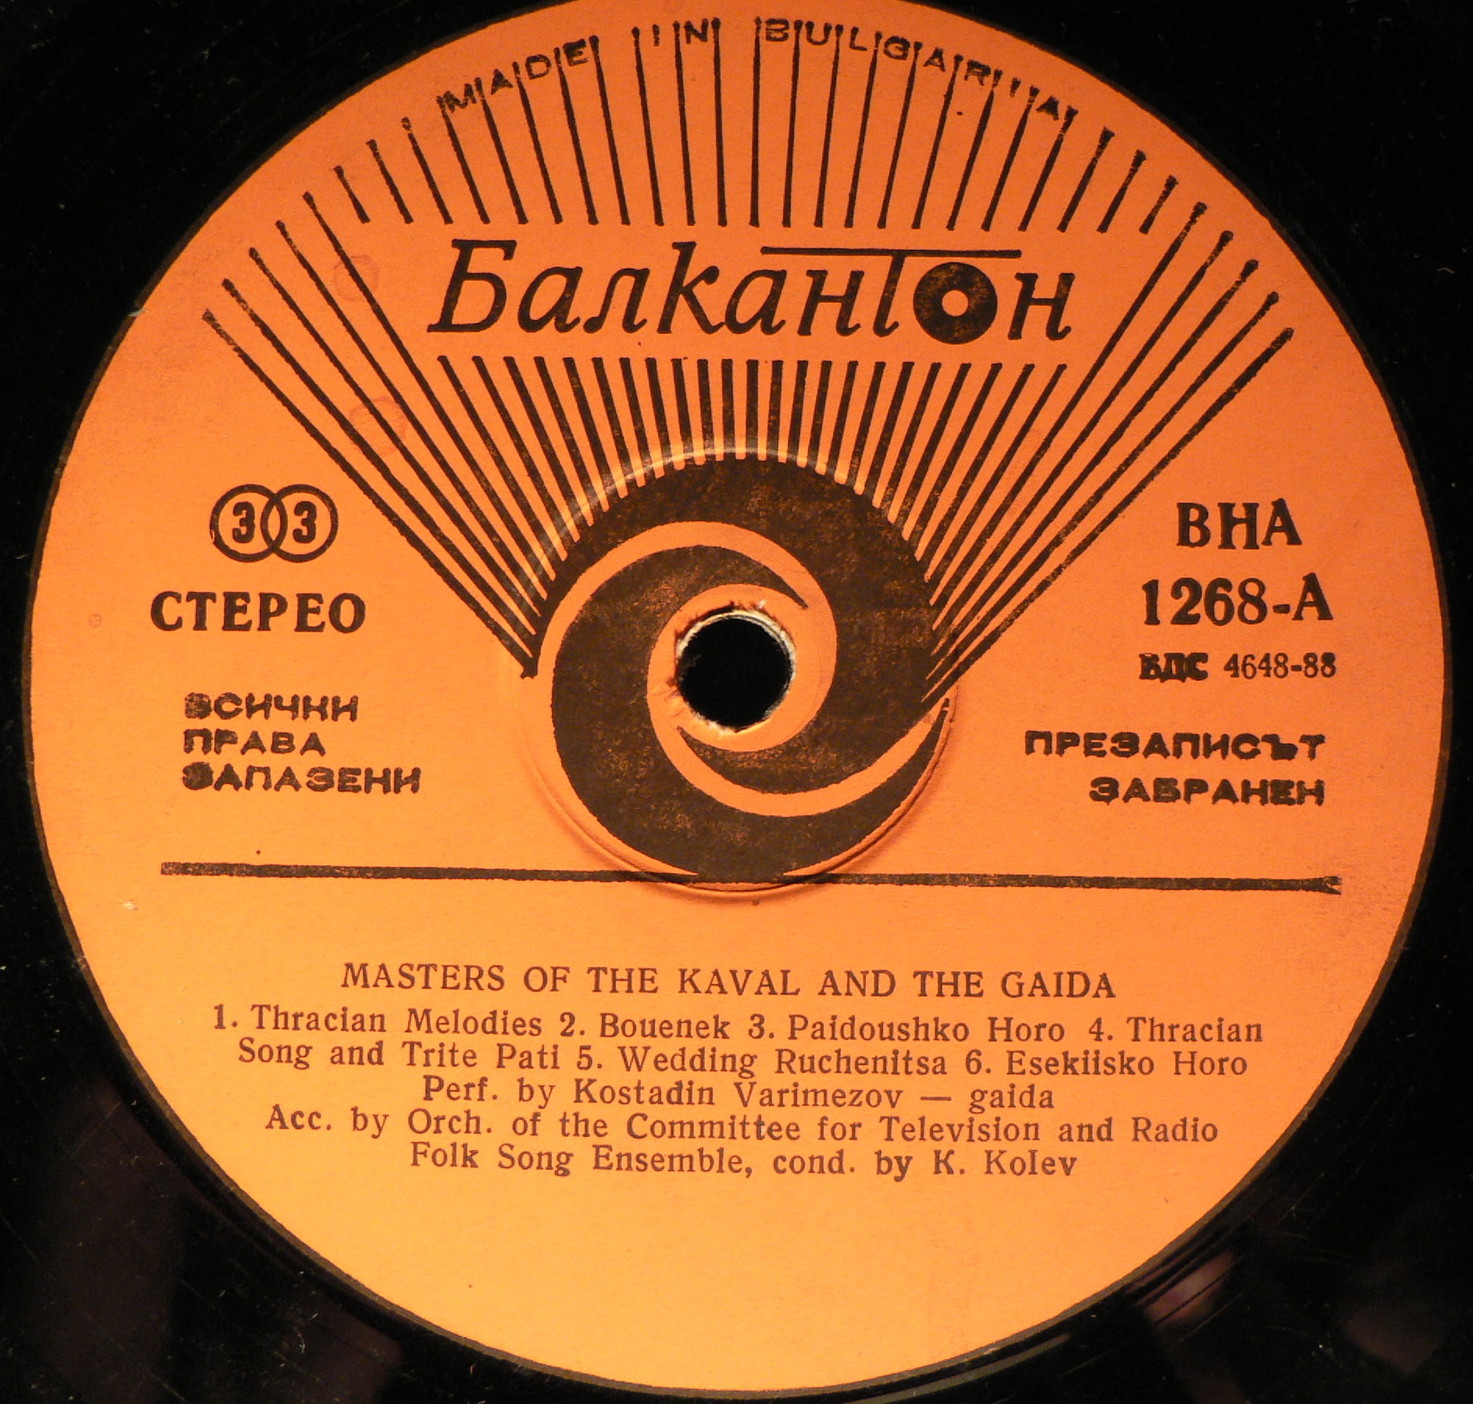 MADE IN BULGARIA
Балкантон
33
СТЕРЕО
ВСИЧКИ
ПРАВА
ЗАПАЗЕНИ
ВНА
1268-А
БДС 4648-88
ПРЕЗАПИСЪТ
ЗАБРАНЕН
MASTERS OF THE KAVAL AND THE GAIDA
1. Thracian Melodies 2. Bouenek 3. Paidoushko Horo 4. Thracian
Song and Trite Pati 5. Wedding Ruchenitsa 6. Esekiisko Horo
Perf. by Kostadin Varimezov — gaida
Acc. by Orch. of the Committee for Television and Radio
Folk Song Ensemble, cond. by K. Kolev